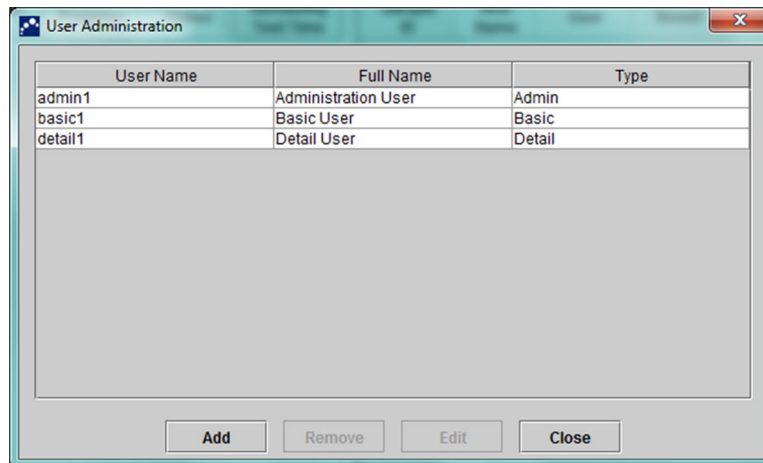 User Administration
User Name Full Name Type
admin1 Administration User Admin
basic1 Basic User Basic
detail1 Detail User Detail
Add Remove Edit Close